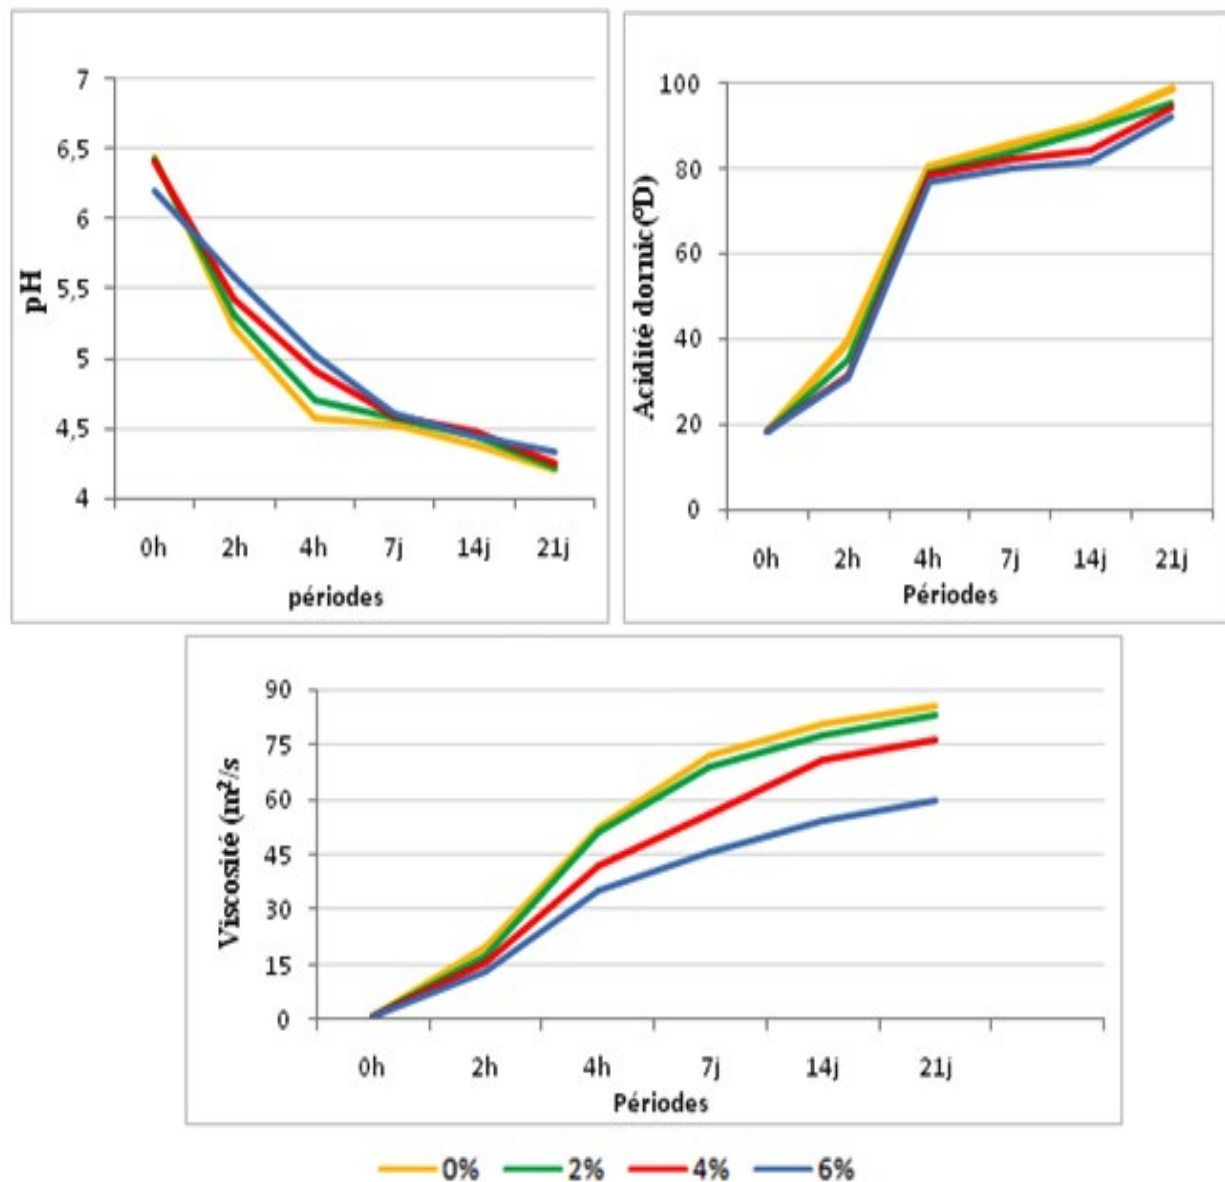 7
6,5
6
5,5
5
4,5
4
pH
0h 2h 4h 7j 14j 21j
périodes
100
80
60
40
20
0
Acidité dornic(ºD)
0h 2h 4h 7j 14j 21j
Périodes
90
75
60
45
30
15
0
Viscosité (m²/s
0h 2h 4h 7j 14j 21j
Périodes
0% 2% 4% 6%